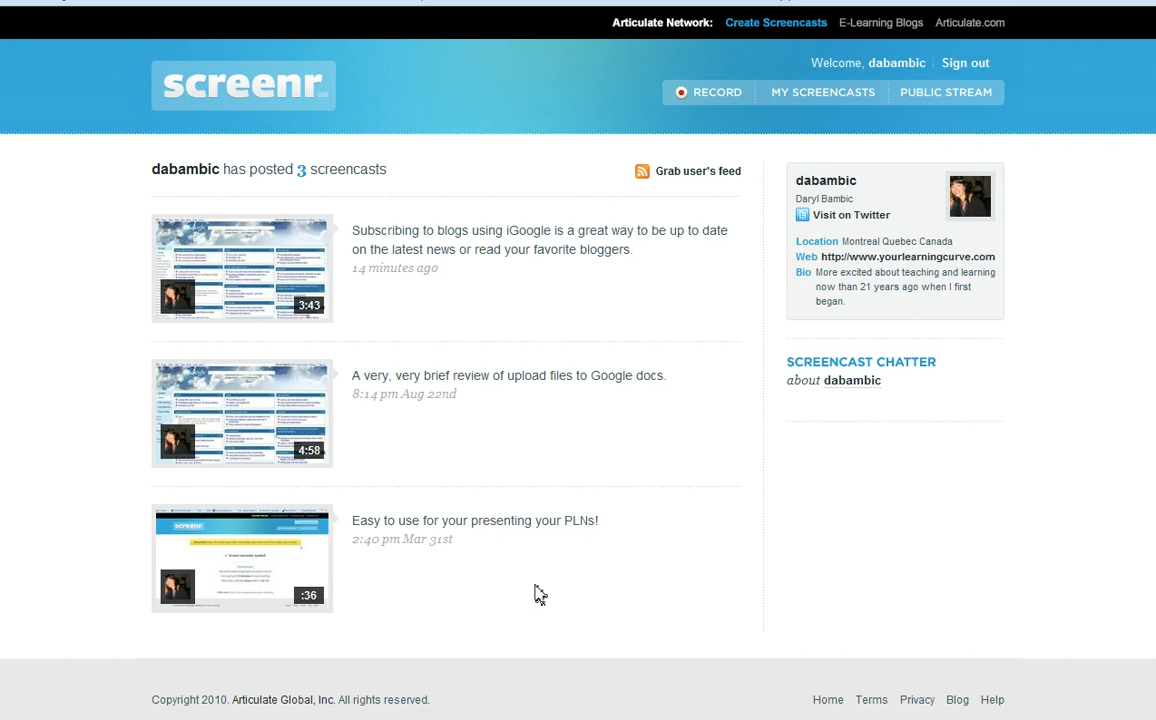 Articulate Network: Create Screencasts E-Learning Blogs Articulate.com
Welcome, dabambic Sign out
screenr
RECORD MY SCREENCASTS PUBLIC STREAM
dabambic has posted 3 screencasts
Grab user's feed
Subscribing to blogs using iGoogle is a great way to be up to date
on the latest news or read your favorite bloggers.
14 minutes ago
3:43
A very, very brief review of upload files to Google docs.
8:14 pm Aug 22nd
4:58
Easy to use for your presenting your PLNs!
2:40 pm Mar 31st
screenr
:36
dabambic
Daryl Bambic
Visit on Twitter
Location Montreal Quebec Canada
Web http://www.yourlearningcurve.com
Bio More excited about teaching and learning
now than 21 years ago when I first
began.
SCREENCAST CHATTER
about dabambic
Copyright 2010. Articulate Global, Inc. All rights reserved.
Home Terms Privacy Blog Help